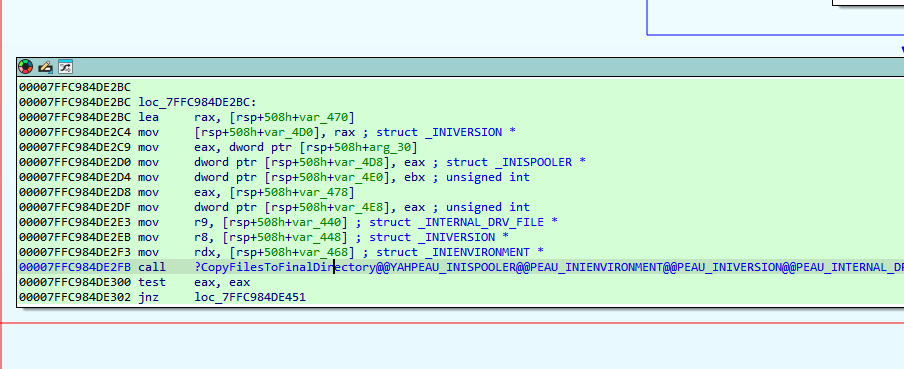 00007FFC984DE2BC
00007FFC984DE2BC loc_7FFC984DE2BC:
00007FFC984DE2BC lea rax, [rsp+508h+var_470]
00007FFC984DE2C4 mov [rsp+508h+var_4D0], rax ; struct _INIVERSION *
00007FFC984DE2C9 mov eax, dword ptr [rsp+508h+arg_30]
00007FFC984DE2D0 mov dword ptr [rsp+508h+var_4D8], eax ; struct _INISPOOLER *
00007FFC984DE2D4 mov dword ptr [rsp+508h+var_4E0], ebx ; unsigned int
00007FFC984DE2D8 mov eax, [rsp+508h+var_478]
00007FFC984DE2DF mov dword ptr [rsp+508h+var_4E8], eax ; unsigned int
00007FFC984DE2E3 mov r9, [rsp+508h+var_440] ; struct _INTERNAL_DRV_FILE *
00007FFC984DE2EB mov r8, [rsp+508h+var_448] ; struct _INIVERSION *
00007FFC984DE2F3 mov rdx, [rsp+508h+var_468] ; struct _INIENVIRONMENT *
00007FFC984DE2FB call ?CopyFilesToFinalDirectory@@YAHPEAU_INISPOOLER@@PEAU_INIENVIRONMENT@@PEAU_INIVERSION@@PEAU_INTERNAL_DR
00007FFC984DE300 test eax, eax
00007FFC984DE302 jnz loc_7FFC984DE451